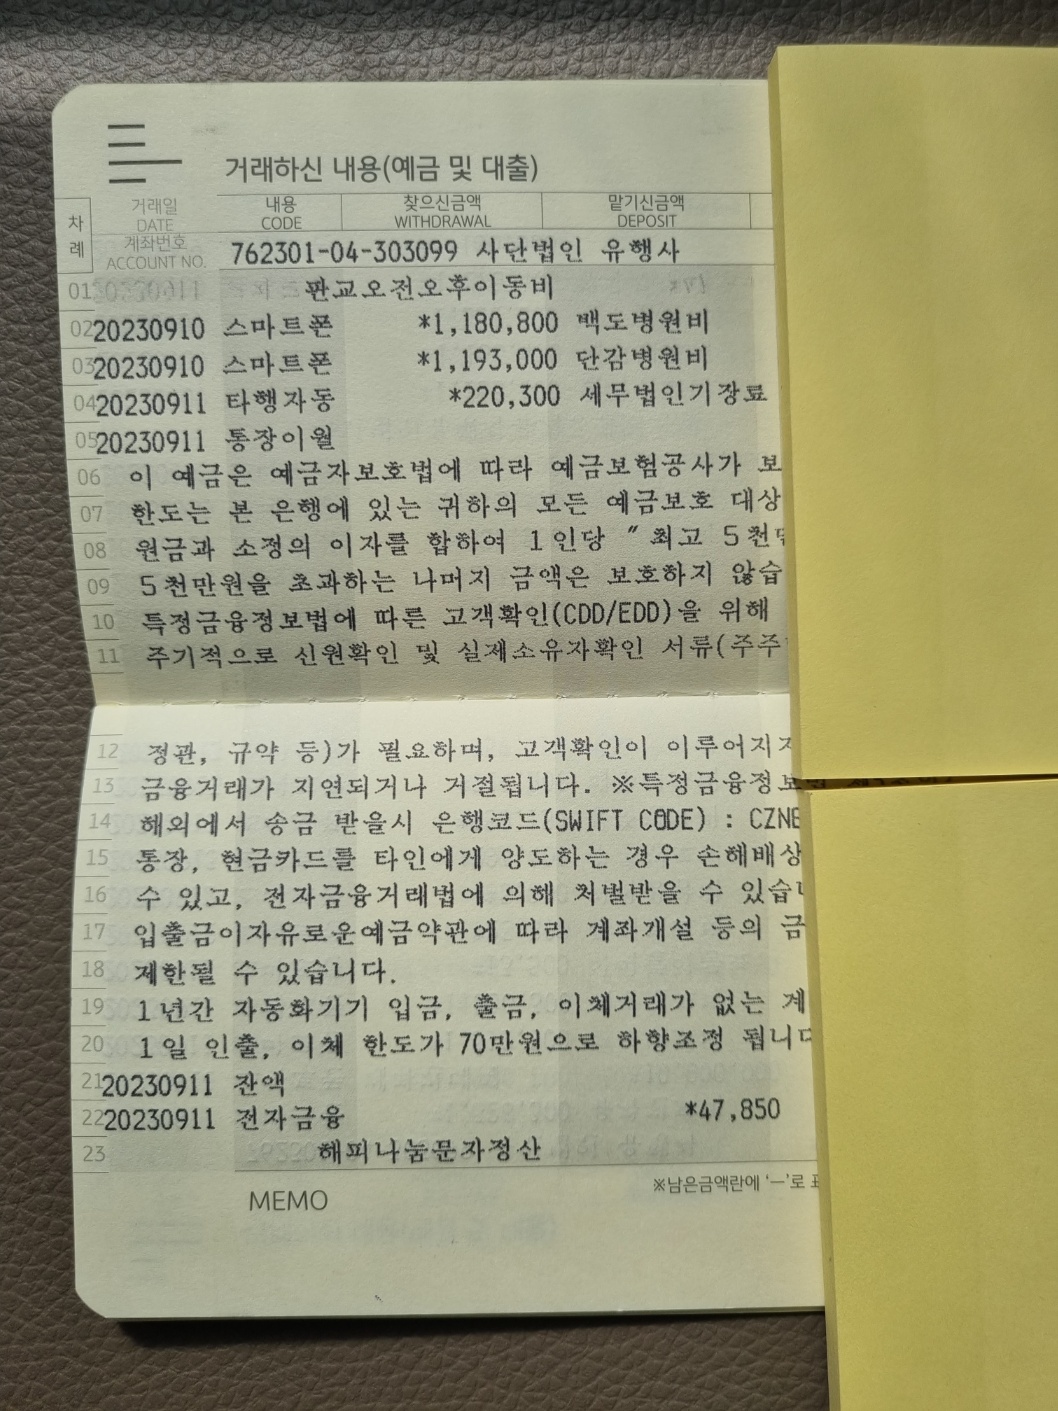 거래하신 내용(예금 및 대출)
차례
거래일 내용 찾으신금액 맡기신금액
DATE CODE WITHDRAWAL DEPOSIT
계좌번호
ACCOUNT NO. 762301-04-303099 사단법인 유행사
01 판교오전오후이동비
02 20230910 스마트폰 *1,180,800 백도병원비
03 20230910 스마트폰 *1,193,000 단감병원비
04 20230911 타행자동 *220,300 세무법인기장료
05 20230911 통장이월
06 이 예금은 예금자보호법에 따라 예금보험공사가 보
07 한도는 본 은행에 있는 귀하의 모든 예금보호 대상
08 원금과 소정의 이자를 합하여 1인당 "최고 5천
09 5천만원을 초과하는 나머지 금액은 보호하지 않습
10 특정금융정보법에 따른 고객확인(CDD/EDD)을 위해
11 주기적으로 신원확인 및 실제소유자확인 서류(주주
12 정관, 규약 등)가 필요하며, 고객확인이 이루어지지
13 금융거래가 지연되거나 거절됩니다. ※특정금융정보
14 해외에서 송금 받을시 은행코드(SWIFT CODE) : CZNB
15 통장, 현금카드를 타인에게 양도하는 경우 손해배상
16 수 있고, 전자금융거래법에 의해 처벌받을 수 있습니
17 입출금이자유로운예금약관에 따라 계좌개설 등의 금
18 제한될 수 있습니다.
19 1년간 자동화기기 입금, 출금, 이체거래가 없는 계
20 1일 인출, 이체 한도가 70만원으로 하향조정 됩니다
21 20230911 잔액
22 20230911 전자금융 *47,850
23 해피나눔문자정산
※남은금액란에 '-'로 표
MEMO